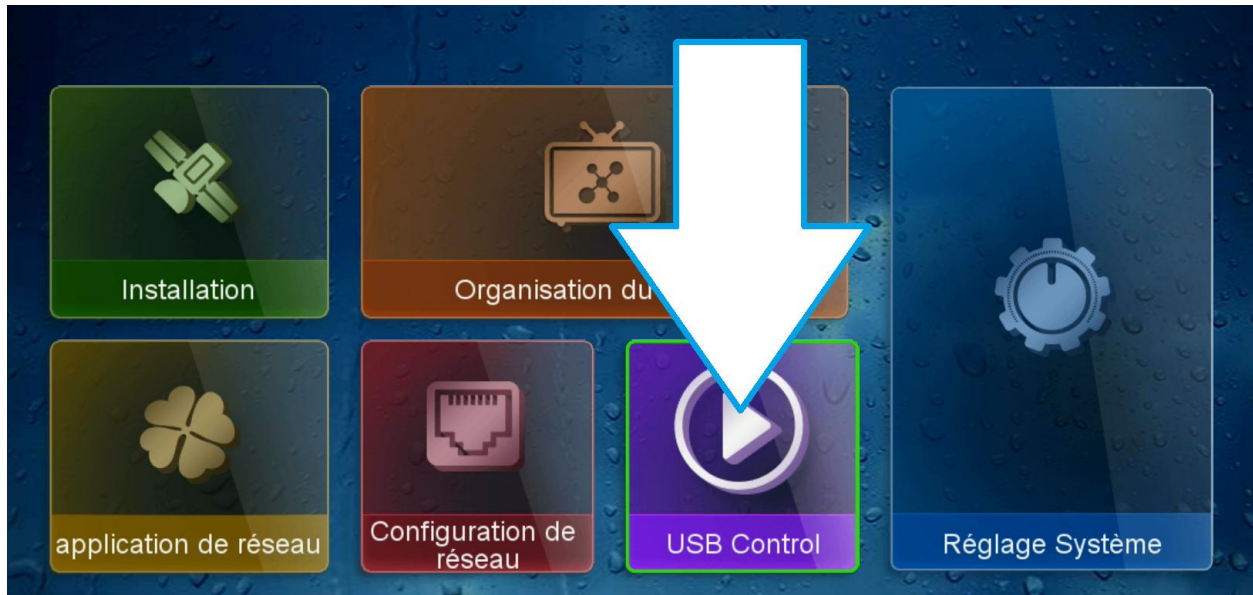 Installation
Organisation du
application de réseau
Configuration de
réseau
USB Control
Réglage Système